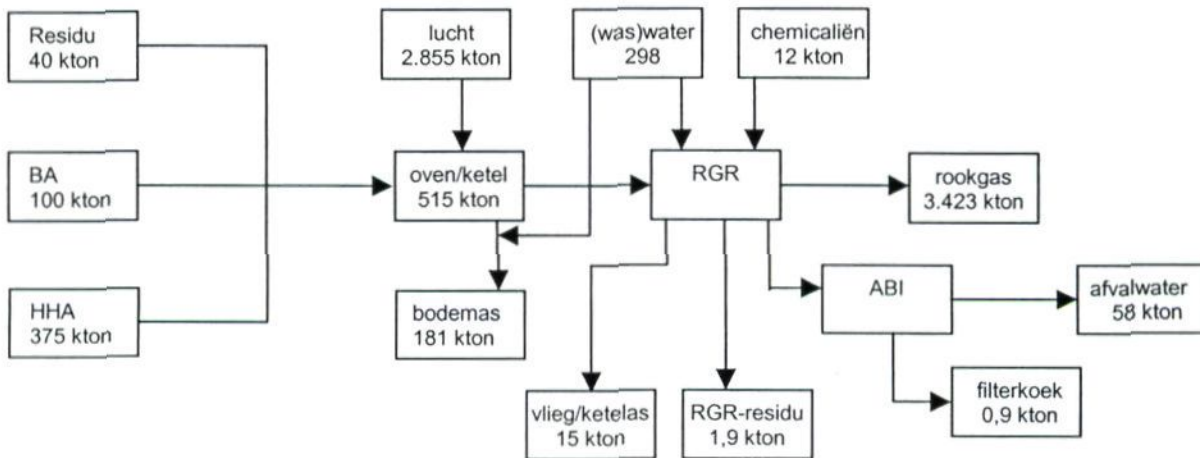 Residu
40 kton
lucht
2.855 kton
(was)water
298
chemicaliën
12 kton
BA
100 kton
oven/ketel
515 kton
RGR
rookgas
3.423 kton
HHA
375 kton
bodemas
181 kton
ABI
afvalwater
58 kton
vlieg/ketelas
15 kton
RGR-residu
1,9 kton
filterkoek
0,9 kton